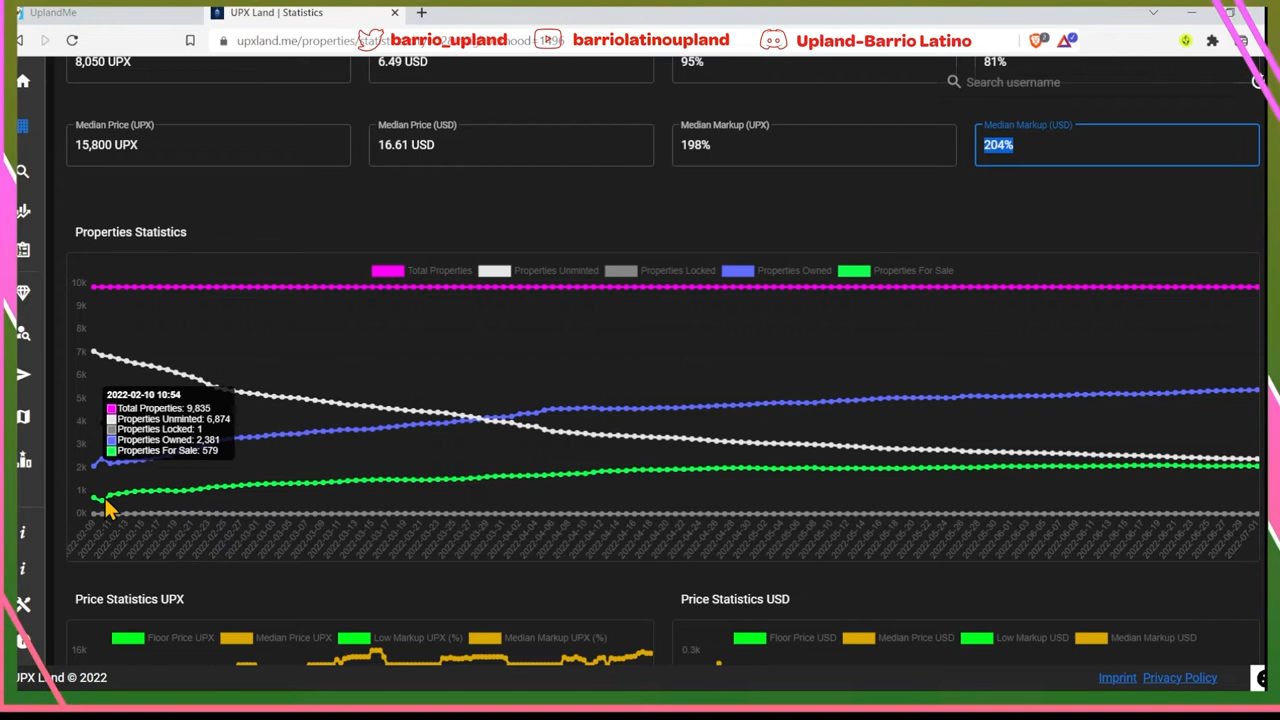 UplandMe
UPX Land | Statistics
upxland.me/properties/
barrio_upland
barriolatinoupland
Upland-Barrio Latino
8,050 UPX
6.49 USD
95%
81%
Search username
Median Price (UPX)
15,800 UPX
Median Price (USD)
16.61 USD
Median Markup (UPX)
198%
Median Markup (USD)
204%
Properties Statistics
Total Properties
Properties Unminted
Properties Locked
Properties Owned
Properties For Sale
10k
9k
8k
7k
6k
5k
4k
3k
2k
1k
0k
2022-02-10 10:54
Total Properties: 9,835
Properties Unminted: 6,874
Properties Locked: 1
Properties Owned: 2,381
Properties For Sale: 579
Price Statistics UPX
Price Statistics USD
Floor Price UPX
Median Price UPX
Low Markup UPX (%)
Median Markup UPX (%)
Floor Price USD
Median Price USD
Low Markup USD
Median Markup USD
16k
0.3k
UPX Land © 2022
Imprint
Privacy Policy